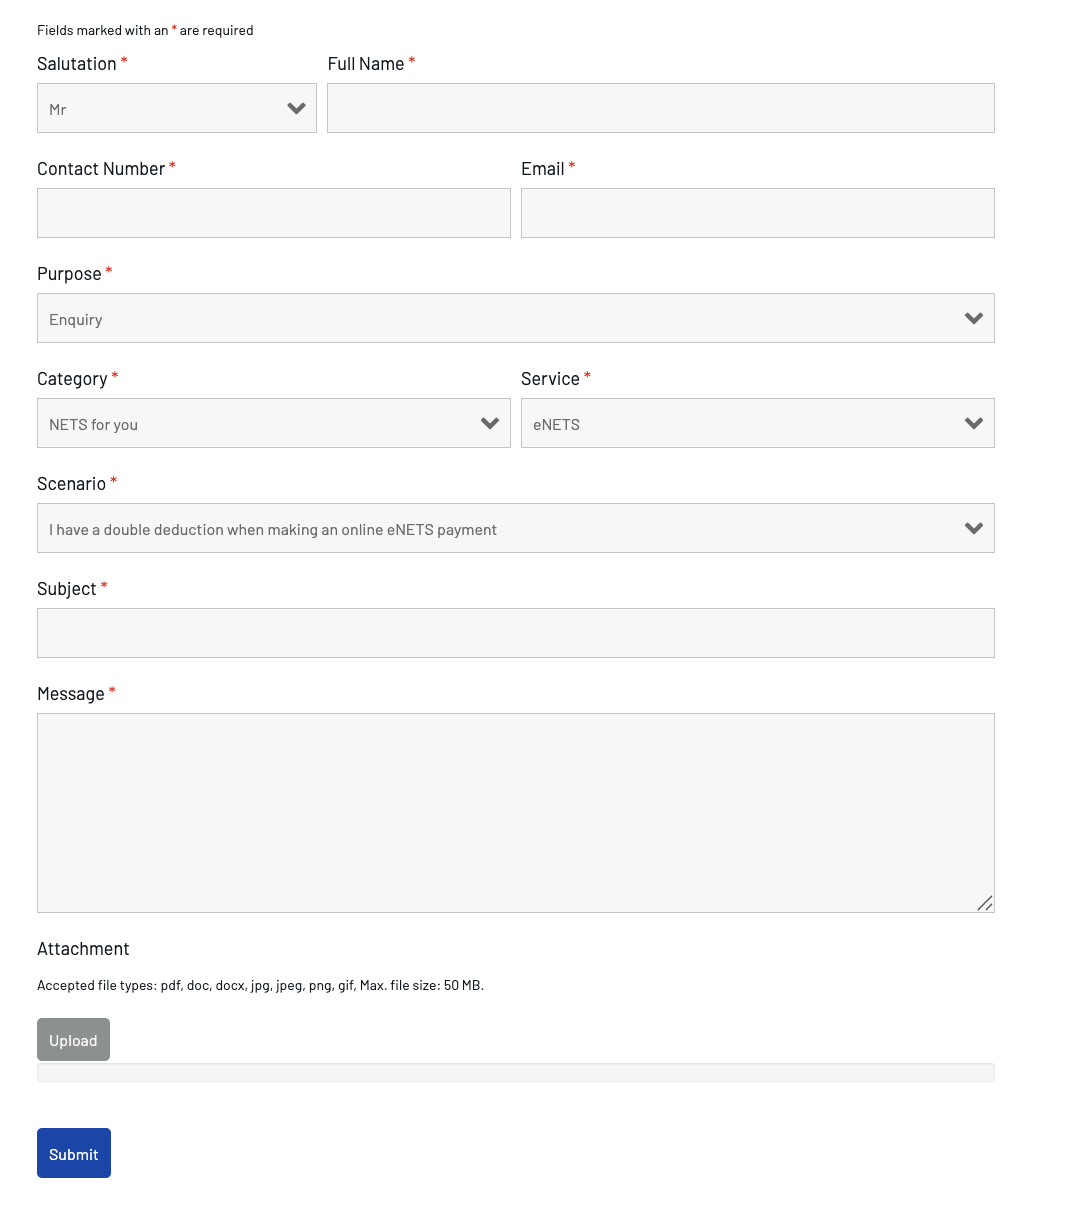 Fields marked with an * are required
Salutation * Full Name *
Mr
Contact Number * Email *
Purpose *
Enquiry
Category * Service *
NETS for you eNETS
Scenario *
I have a double deduction when making an online eNETS payment
Subject *
Message *
Attachment
Accepted file types: pdf, doc, docx, jpg, jpeg, png, gif, Max. file size: 50 MB.
Upload
Submit